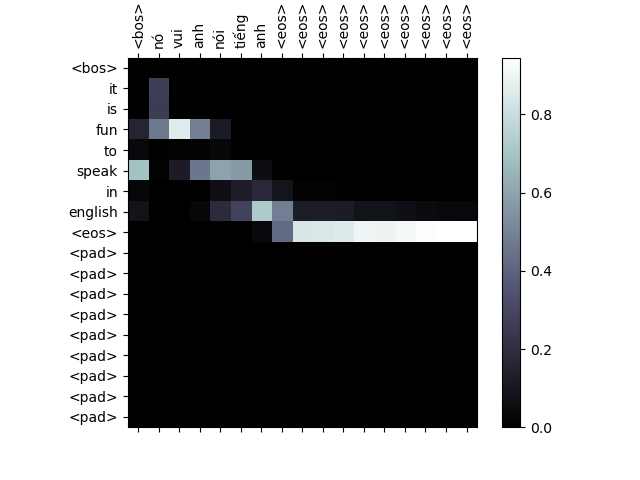 <bos> nó vui anh nói tiếng anh <eos> <eos> <eos> <eos> <eos> <eos> <eos> <eos> <eos> <eos>
<bos>
it
is
fun
to
speak
in
english
<eos>
<pad>
<pad>
<pad>
<pad>
<pad>
<pad>
<pad>
<pad>
<pad>
0.8
0.6
0.4
0.2
0.0